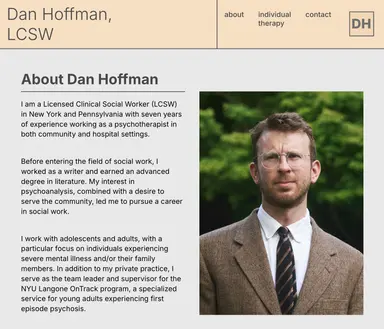 Dan Hoffman,
LCSW
about
individual
therapy
contact
DH
About Dan Hoffman
I am a Licensed Clinical Social Worker (LCSW)
in New York and Pennsylvania with seven years
of experience working as a psychotherapist in
both community and hospital settings.
Before entering the field of social work, I
worked as a writer and earned an advanced
degree in literature. My interest in
psychoanalysis, combined with a desire to
serve the community, led me to pursue a career
in social work.
I work with adolescents and adults, with a
particular focus on individuals experiencing
severe mental illness and/or their family
members. In addition to my private practice, I
serve as the team leader and supervisor for the
NYU Langone OnTrack program, a specialized
service for young adults experiencing first
episode psychosis.